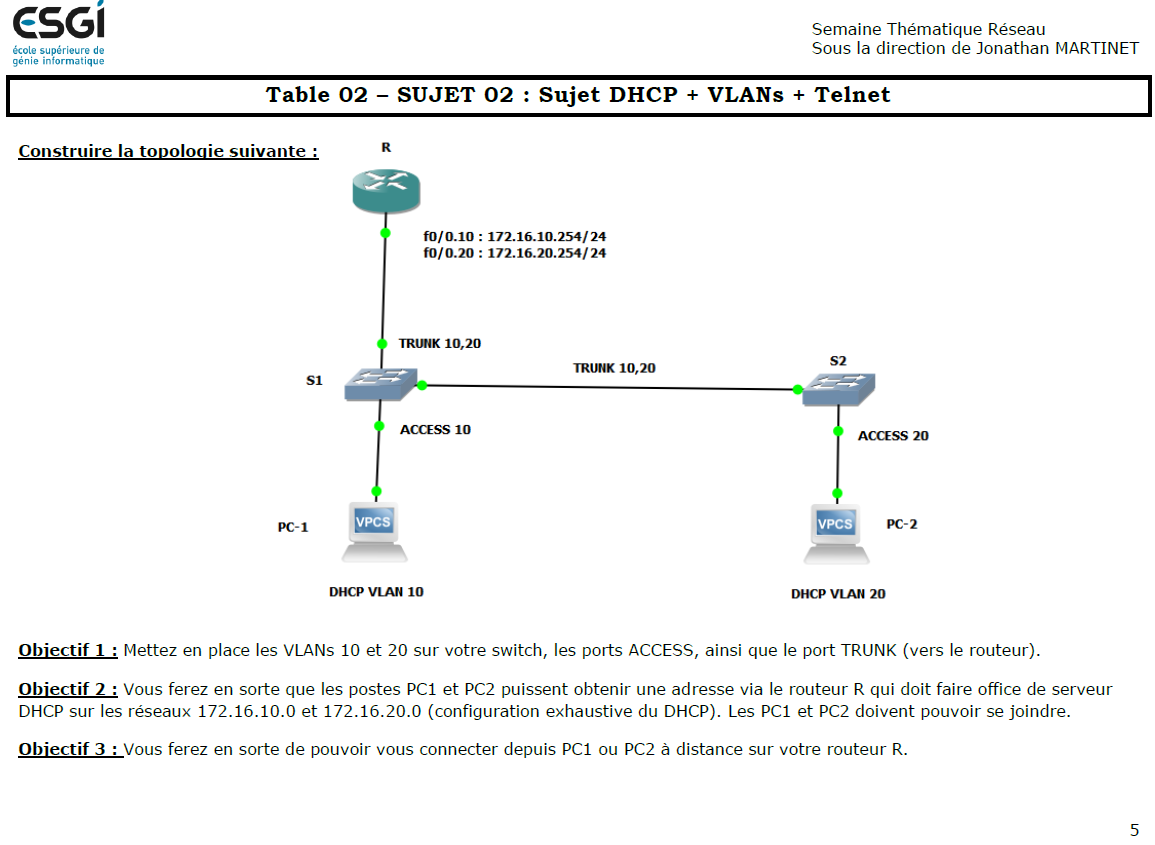 ESGI
école supérieure de
génie informatique
Semaine Thématique Réseau
Sous la direction de Jonathan MARTINET
Table 02 – SUJET 02 : Sujet DHCP + VLANs + Telnet
Construire la topologie suivante :
R
f0/0.10 : 172.16.10.254/24
f0/0.20 : 172.16.20.254/24
TRUNK 10,20
TRUNK 10,20
S1
S2
ACCESS 10
ACCESS 20
VPCS
PC-1
VPCS
PC-2
DHCP VLAN 10
DHCP VLAN 20
Objectif 1 : Mettez en place les VLANs 10 et 20 sur votre switch, les ports ACCESS, ainsi que le port TRUNK (vers le routeur).
Objectif 2 : Vous ferez en sorte que les postes PC1 et PC2 puissent obtenir une adresse via le routeur R qui doit faire office de serveur
DHCP sur les réseaux 172.16.10.0 et 172.16.20.0 (configuration exhaustive du DHCP). Les PC1 et PC2 doivent pouvoir se joindre.
Objectif 3 : Vous ferez en sorte de pouvoir vous connecter depuis PC1 ou PC2 à distance sur votre routeur R.
5